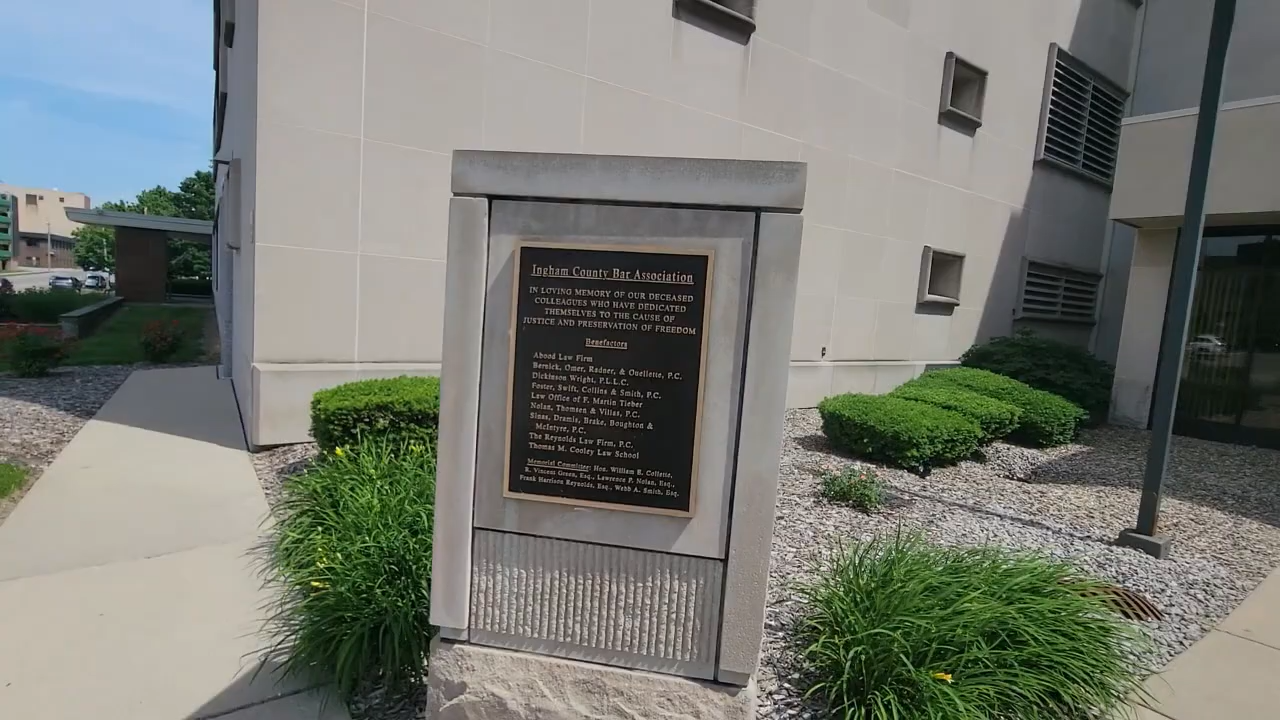 Ingham County Bar Association
IN LOVING MEMORY OF OUR DECEASED
COLLEAGUES WHO HAVE DEDICATED
THEMSELVES TO THE CAUSE OF
JUSTICE AND PRESERVATION OF FREEDOM
Benefactors
Abood Law Firm
Bernick, Omer, Radner, & Ouellette, P.C.
Dickinson Wright, P.L.L.C.
Foster, Swift, Collins & Smith, P.C.
Law Office of F. Martin Tieber
Nolan, Thomsen & Villas, P.C.
Sinas, Dramis, Brake, Boughton &
McIntyre, P.C.
The Reynolds Law Firm, P.C.
Thomas M. Cooley Law School
Memorial Committee: Hon. William E. Collette,
R. Vincent Green, Esq., Lawrence P. Nolan, Esq.,
Frank Harrison Reynolds, Esq., Webb A. Smith, Esq.